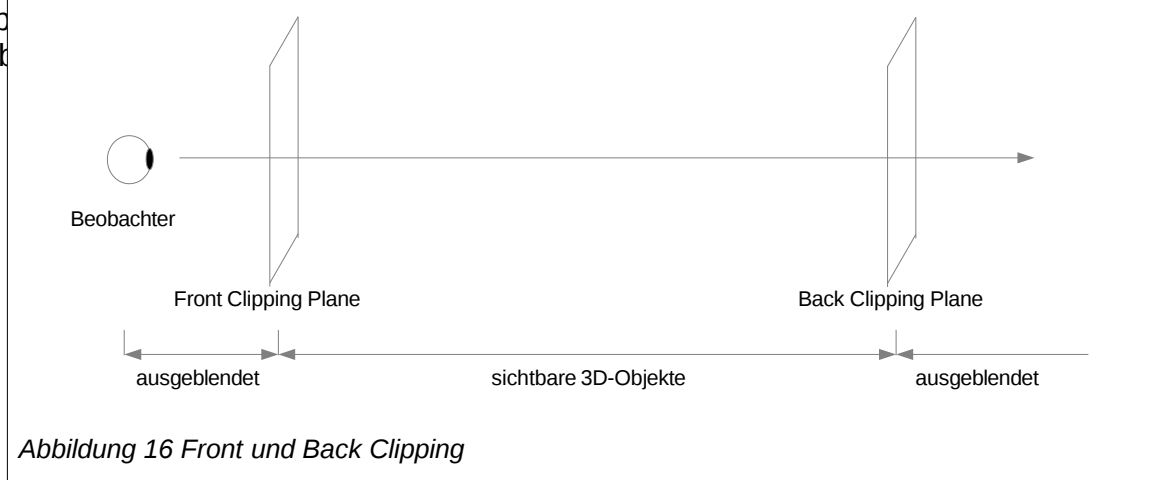 Beobachter
Front Clipping Plane
Back Clipping Plane
ausgeblendet
sichtbare 3D-Objekte
ausgeblendet
Abbildung 16 Front und Back Clipping